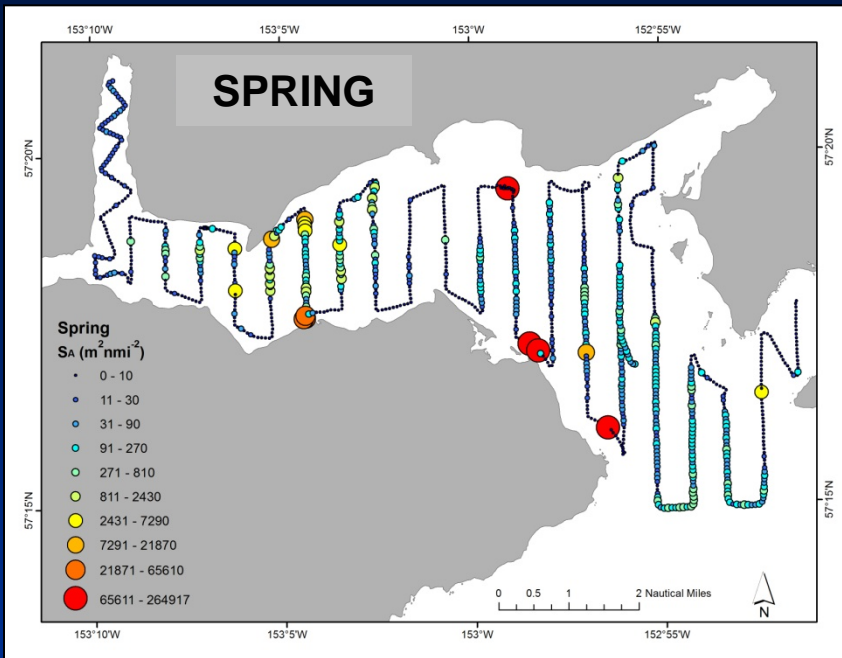 153°10'W 153°5'W 153°W 152°55'W
SPRING
57°20'N 57°20'N
Spring
SA (m²nmi⁻²)
0 - 10
11 - 30
31 - 90
91 - 270
271 - 810
811 - 2430
2431 - 7290
7291 - 21870
21871 - 65610
65611 - 264917
57°15'N 57°15'N
0 0.5 1 2 Nautical Miles
N
153°10'W 153°5'W 153°W 152°55'W